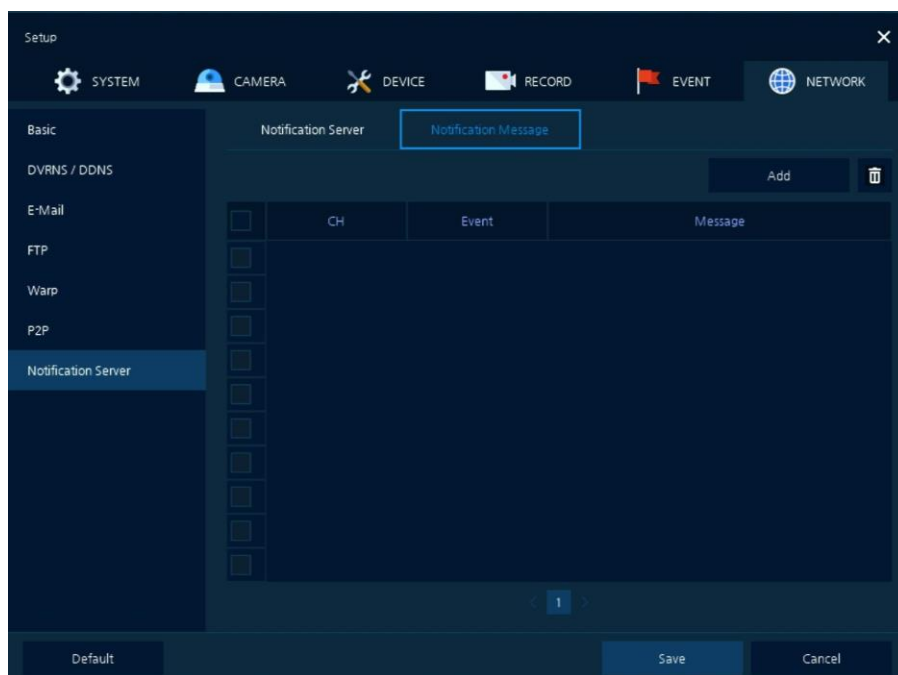 Setup
SYSTEM CAMERA DEVICE RECORD EVENT NETWORK
Basic
DVRNS / DDNS
E-Mail
FTP
Warp
P2P
Notification Server
Notification Server Notification Message
Add
CH Event Message
< 1 >
Default Save Cancel